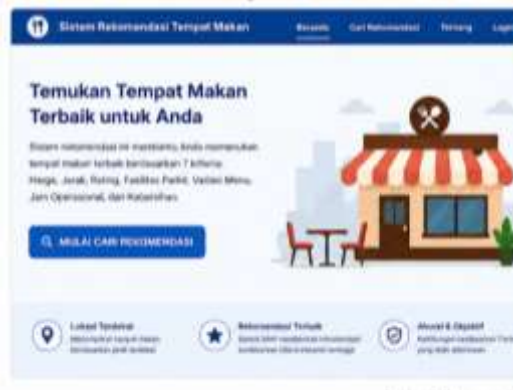 Sistem Rekomendasi Tempat Makan
Beranda Cari Rekomendasi Tentang Login
Temukan Tempat Makan
Terbaik untuk Anda
Sistem rekomendasi ini membantu Anda menemukan
tempat makan terbaik berdasarkan 7 kriteria:
Harga, Jarak, Rating, Fasilitas Parkir, Variasi Menu,
Jam Operasional, dan Kebersihan.
MULAI CARI REKOMENDASI
Lokasi Terdekat
Rekomendasi Terbaik
Akurat & Objektif